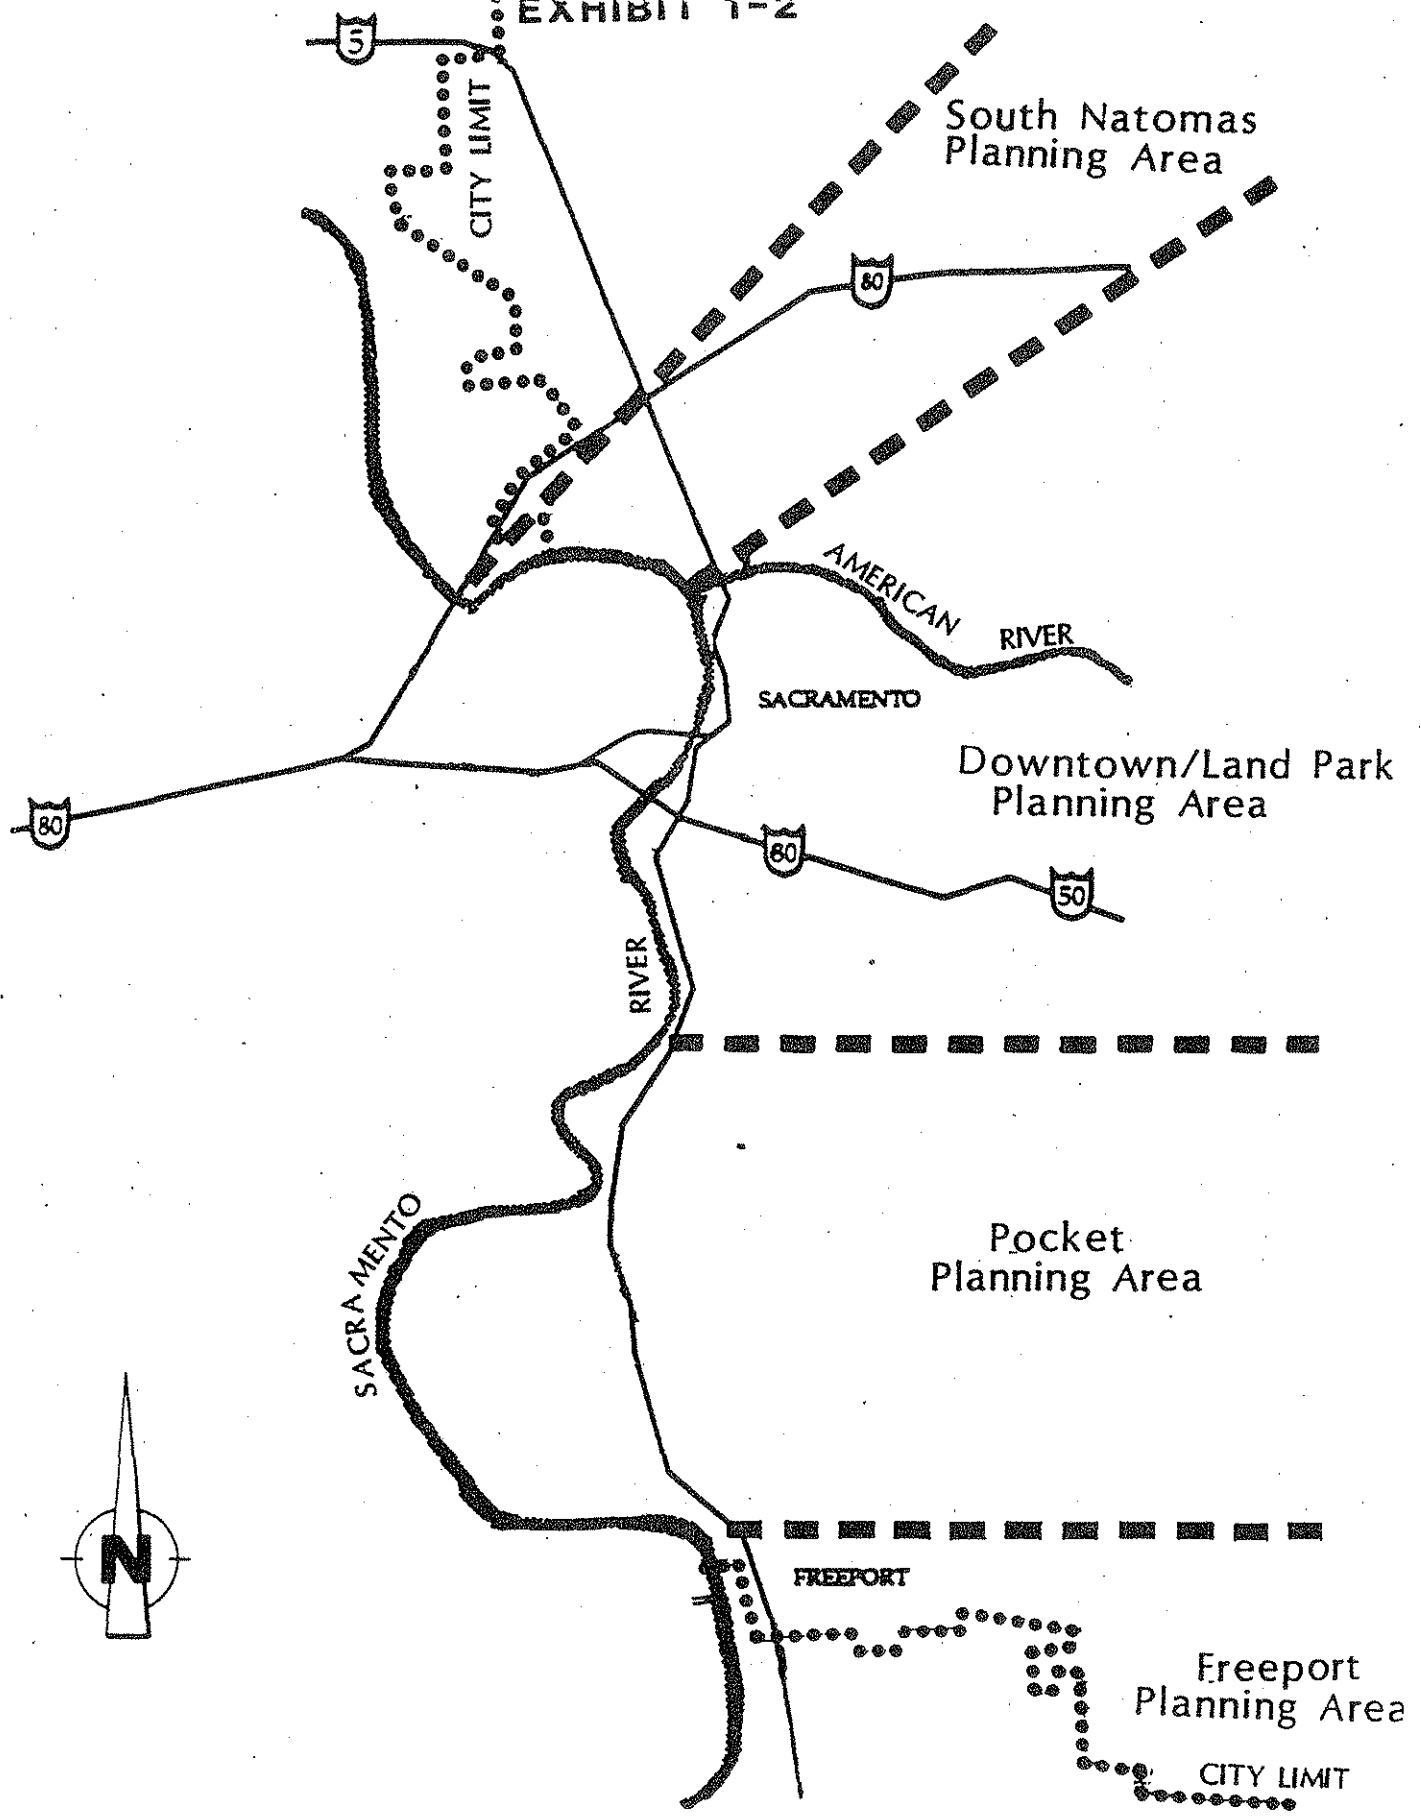 EXHIBIT 1-2
5
CITY LIMIT
South Natomas
Planning Area
80
AMERICAN
RIVER
SACRAMENTO
Downtown/Land Park
Planning Area
80
80
50
RIVER
SACRAMENTO
Pocket
Planning Area
N
FREEPORT
Freeport
Planning Area
CITY LIMIT